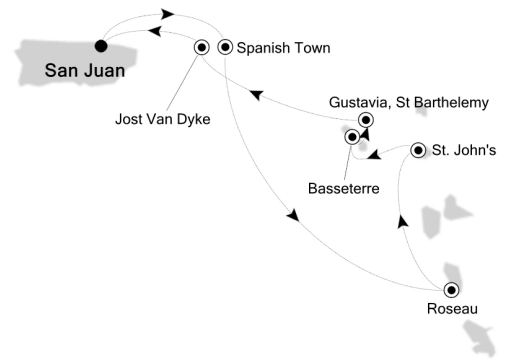 Spanish Town
San Juan
Gustavia, St Barthelemy
Jost Van Dyke
St. John's
Basseterre
Roseau